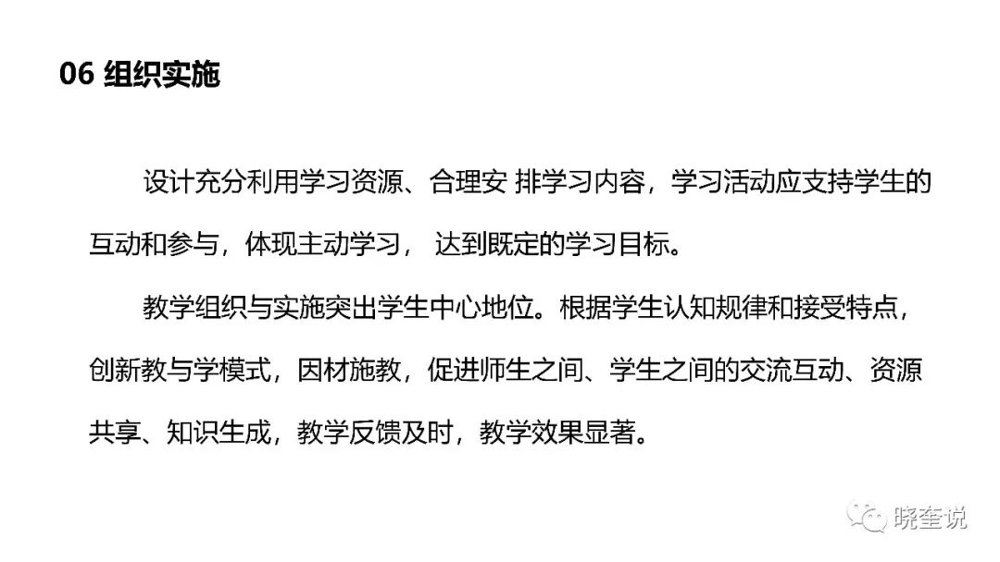 06 组织实施
设计充分利用学习资源、合理安 排学习内容，学习活动应支持学生的
互动和参与，体现主动学习， 达到既定的学习目标。
教学组织与实施突出学生中心地位。根据学生认知规律和接受特点，
创新教与学模式，因材施教，促进师生之间、学生之间的交流互动、资源
共享、知识生成，教学反馈及时，教学效果显著。
晓奎说